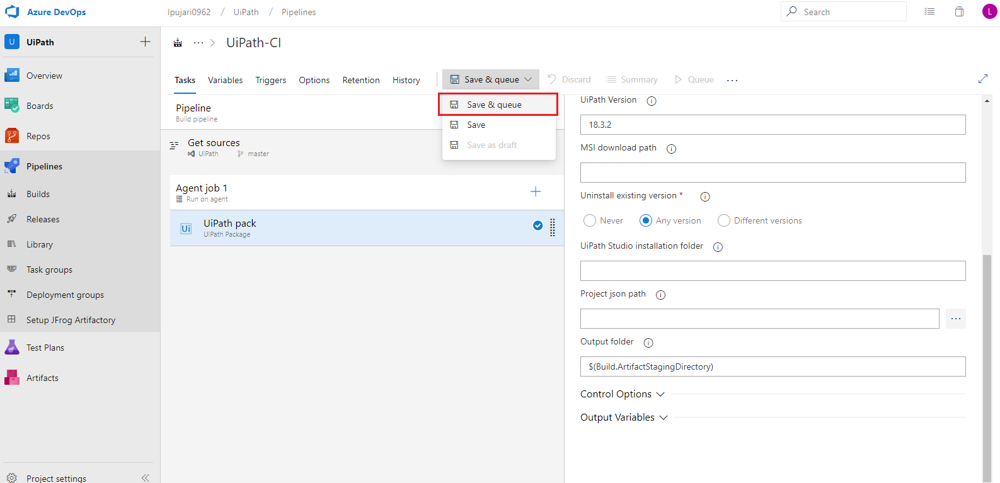 Azure DevOps
lpujari0962 / UiPath / Pipelines
Search
L
U
UiPath
Overview
Boards
Repos
Pipelines
Builds
Releases
Library
Task groups
Deployment groups
Setup JFrog Artifactory
Test Plans
Artifacts
Project settings
... > UiPath-CI
Tasks
Variables
Triggers
Options
Retention
History
Save & queue
Discard
Summary
Queue
...
Save & queue
Save
Save as draft
Pipeline
Build pipeline
Get sources
UiPath
master
Agent job 1
Run on agent
Ui
UiPath pack
UiPath Package
UiPath Version
18.3.2
MSI download path
Uninstall existing version *
Never
Any version
Different versions
UiPath Studio installation folder
Project json path
...
Output folder
$(Build.ArtifactStagingDirectory)
Control Options
Output Variables